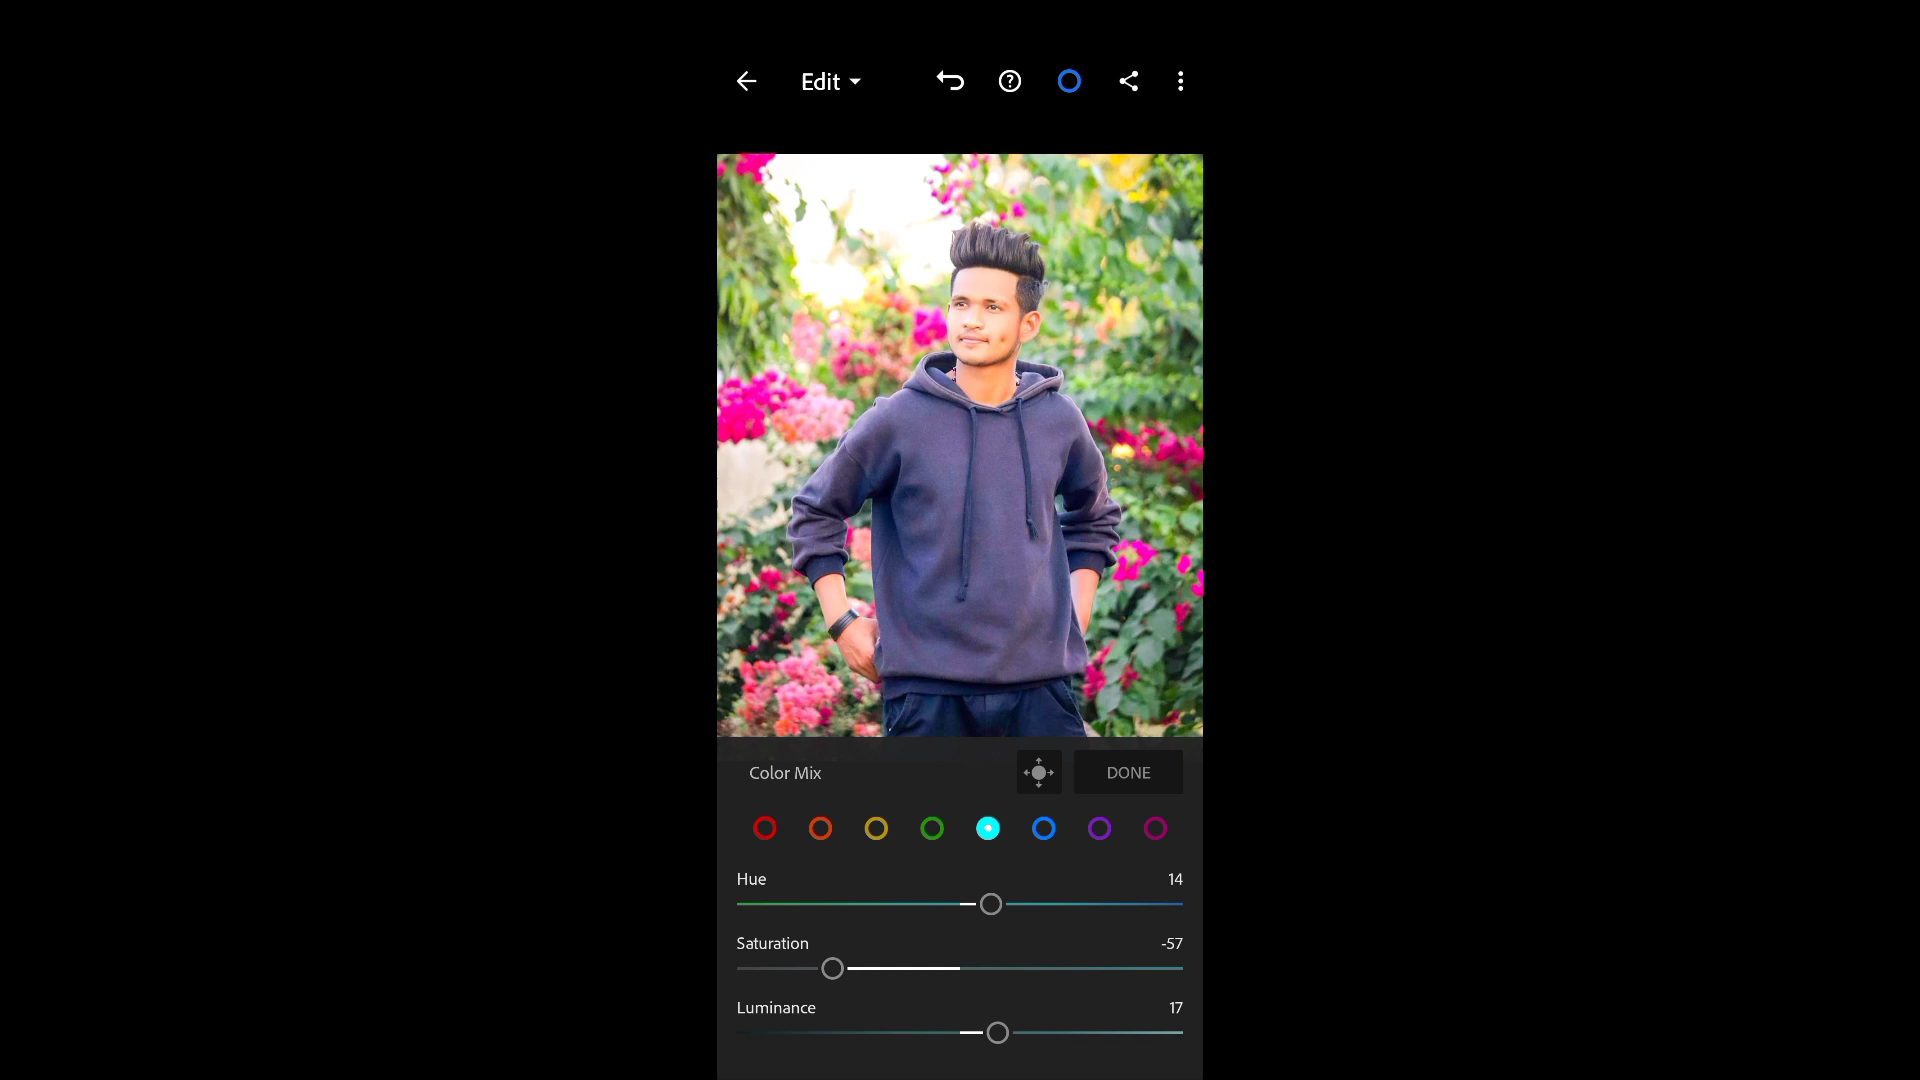 Edit
Color Mix
DONE
Hue 14
Saturation -57
Luminance 17